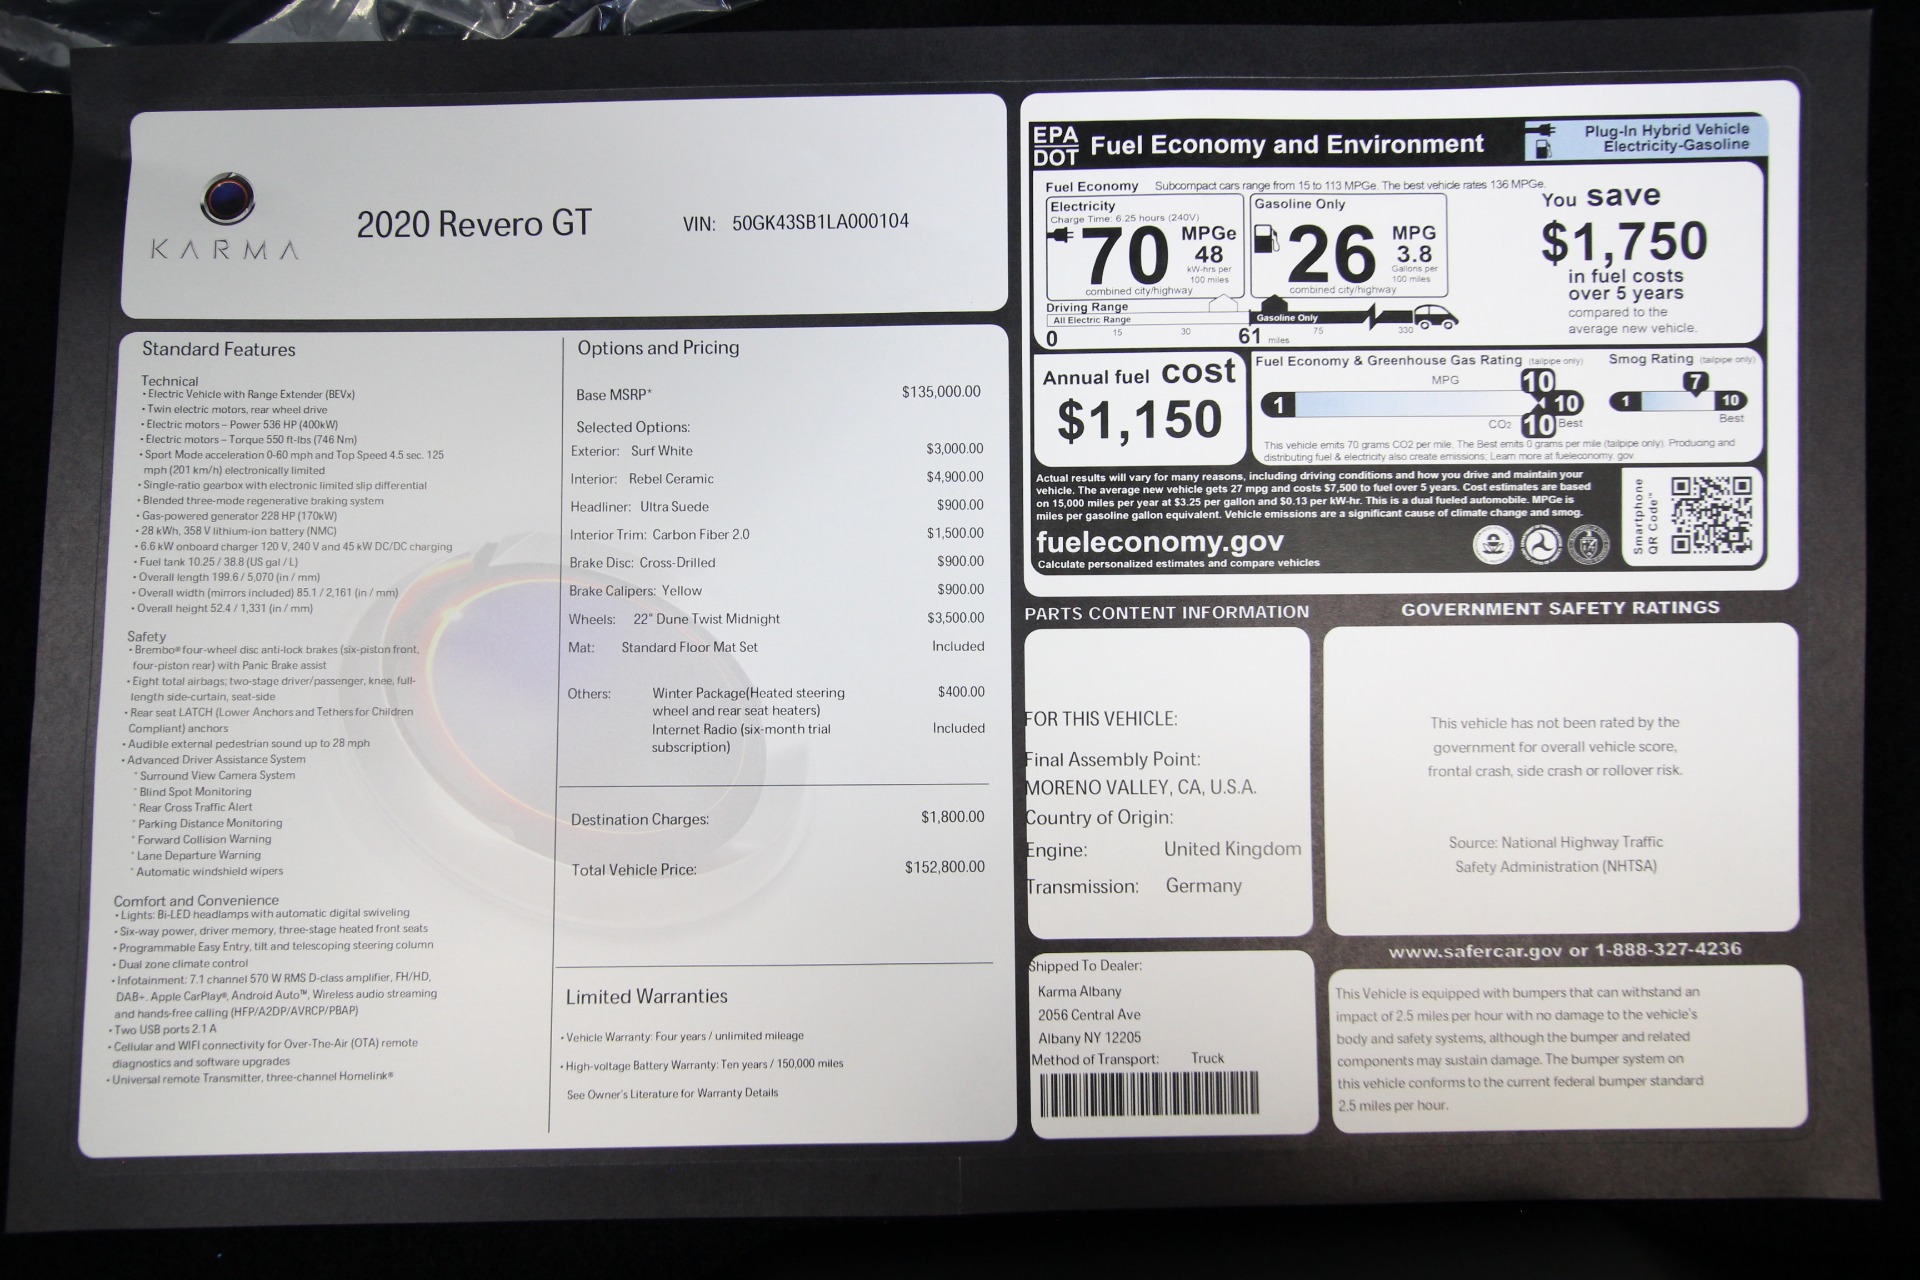 KARMA
2020 Revero GT
VIN: 50GK43SB1LA000104
Standard Features
Technical
• Electric Vehicle with Range Extender (BEVx)
• Twin electric motors, rear wheel drive
• Electric motors – Power 536 HP (400kW)
• Electric motors – Torque 550 ft-lbs (746 Nm)
• Sport Mode acceleration 0-60 mph and Top Speed 4.5 sec. 125
mph (201 km/h) electronically limited
• Single-ratio gearbox with electronic limited slip differential
• Blended three-mode regenerative braking system
• Gas-powered generator 228 HP (170kW)
• 28 kWh, 358 V lithium-ion battery (NMC)
• 6.6 kW onboard charger 120 V, 240 V and 45 kW DC/DC charging
• Fuel tank 10.25 / 38.8 (US gal / L)
• Overall length 199.6 / 5,070 (in / mm)
• Overall width (mirrors included) 85.1 / 2,161 (in / mm)
• Overall height 52.4 / 1,331 (in / mm)
Safety
• Brembo® four-wheel disc anti-lock brakes (six-piston front,
four-piston rear) with Panic Brake assist
• Eight total airbags; two-stage driver/passenger, knee, full-
length side-curtain, seat-side
• Rear seat LATCH (Lower Anchors and Tethers for Children
Compliant) anchors
• Audible external pedestrian sound up to 28 mph
• Advanced Driver Assistance System
* Surround View Camera System
* Blind Spot Monitoring
* Rear Cross Traffic Alert
* Parking Distance Monitoring
* Forward Collision Warning
* Lane Departure Warning
* Automatic windshield wipers
Comfort and Convenience
• Lights: Bi-LED headlamps with automatic digital swiveling
• Six-way power, driver memory, three-stage heated front seats
• Programmable Easy Entry, tilt and telescoping steering column
• Dual zone climate control
• Infotainment: 7.1 channel 570 W RMS D-class amplifier, FH/HD,
DAB+. Apple CarPlay®, Android Auto™, Wireless audio streaming
and hands-free calling (HFP/A2DP/AVRCP/PBAP)
• Two USB ports 2.1 A
• Cellular and WIFI connectivity for Over-The-Air (OTA) remote
diagnostics and software upgrades
• Universal remote Transmitter, three-channel Homelink®
Options and Pricing
Base MSRP* $135,000.00
Selected Options:
Exterior: Surf White $3,000.00
Interior: Rebel Ceramic $4,900.00
Headliner: Ultra Suede $900.00
Interior Trim: Carbon Fiber 2.0 $1,500.00
Brake Disc: Cross-Drilled $900.00
Brake Calipers: Yellow $900.00
Wheels: 22" Dune Twist Midnight $3,500.00
Mat: Standard Floor Mat Set Included
Others: Winter Package(Heated steering $400.00
wheel and rear seat heaters)
Internet Radio (six-month trial Included
subscription)
Destination Charges: $1,800.00
Total Vehicle Price: $152,800.00
Limited Warranties
• Vehicle Warranty: Four years / unlimited mileage
• High-voltage Battery Warranty: Ten years / 150,000 miles
See Owner's Literature for Warranty Details
EPA
DOT
Fuel Economy and Environment
Plug-In Hybrid Vehicle
Electricity-Gasoline
Fuel Economy Subcompact cars range from 15 to 113 MPGe. The best vehicle rates 136 MPGe.
Electricity
Charge Time: 6.25 hours (240V)
70 MPGe
48
kW-hrs per
100 miles
combined city/highway
Gasoline Only
26 MPG
3.8
Gallons per
100 miles
combined city/highway
You save
$1,750
in fuel costs
over 5 years
compared to the
average new vehicle.
Driving Range
All Electric Range
Gasoline Only
0 15 30 61 miles 75 330
Annual fuel cost
$1,150
Fuel Economy & Greenhouse Gas Rating (tailpipe only)
MPG 10
1 10
CO2 10 Best
Smog Rating (tailpipe only)
7
1 10
Best
This vehicle emits 70 grams CO2 per mile. The Best emits 0 grams per mile (tailpipe only). Producing and
distributing fuel & electricity also create emissions; Learn more at fueleconomy. gov
Actual results will vary for many reasons, including driving conditions and how you drive and maintain your
vehicle. The average new vehicle gets 27 mpg and costs $7,500 to fuel over 5 years. Cost estimates are based
on 15,000 miles per year at $3.25 per gallon and $0.13 per kW-hr. This is a dual fueled automobile. MPGe is
miles per gasoline gallon equivalent. Vehicle emissions are a significant cause of climate change and smog.
fueleconomy.gov
Calculate personalized estimates and compare vehicles
Smartphone
QR Code™
PARTS CONTENT INFORMATION
FOR THIS VEHICLE:
Final Assembly Point:
MORENO VALLEY, CA, U.S.A.
Country of Origin:
Engine: United Kingdom
Transmission: Germany
GOVERNMENT SAFETY RATINGS
This vehicle has not been rated by the
government for overall vehicle score,
frontal crash, side crash or rollover risk.
Source: National Highway Traffic
Safety Administration (NHTSA)
www.safercar.gov or 1-888-327-4236
Shipped To Dealer:
Karma Albany
2056 Central Ave
Albany NY 12205
Method of Transport: Truck
This Vehicle is equipped with bumpers that can withstand an
impact of 2.5 miles per hour with no damage to the vehicle's
body and safety systems, although the bumper and related
components may sustain damage. The bumper system on
this vehicle conforms to the current federal bumper standard
2.5 miles per hour.